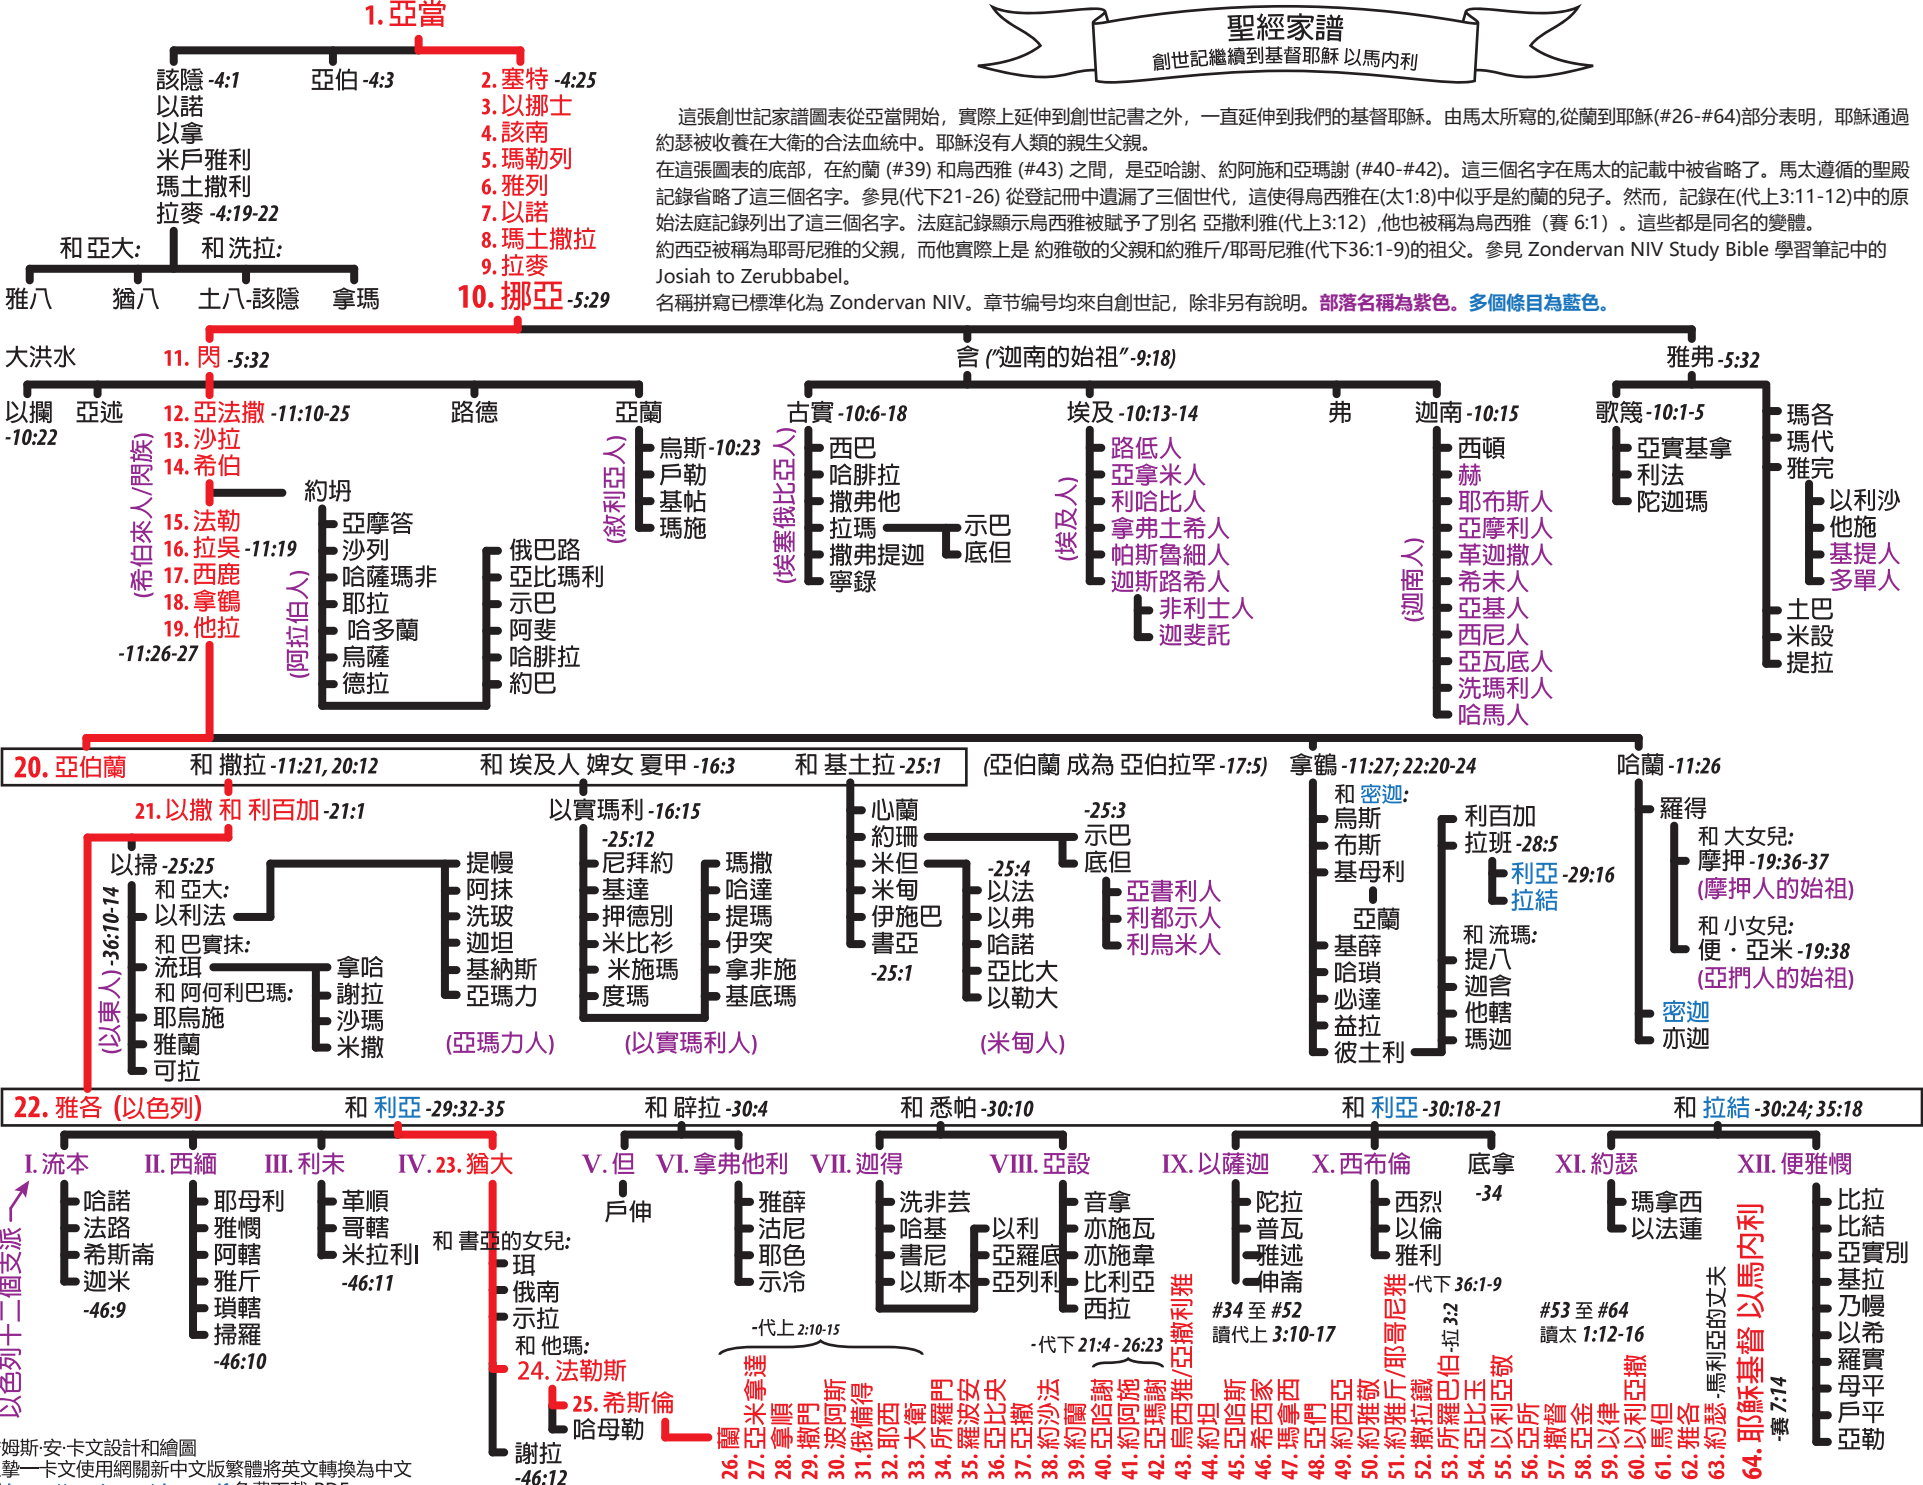 聖經家譜
創世記繼續到基督耶穌 以馬内利
這張創世記家譜圖表從亞當開始，實際上延伸到創世記書之外，一直延伸到我們的基督耶穌。由馬太所寫的,從蘭到耶穌(#26-#64)部分表明，耶穌通過
約瑟被收養在大衛的合法血統中。耶穌沒有人類的親生父親。
在這張圖表的底部，在約蘭 (#39) 和烏西雅 (#43) 之間，是亞哈謝、約阿施和亞瑪謝 (#40-#42)。這三個名字在馬太的記載中被省略了。馬太遵循的聖殿
記錄省略了這三個名字。參見(代下21-26) 從登記冊中遺漏了三個世代，這使得烏西雅在(太1:8)中似乎是約蘭的兒子。然而，記錄在(代上3:11-12)中的原
始法庭記錄列出了這三個名字。法庭記錄顯示烏西雅被賦予了別名 亞撒利雅(代上3:12）,他也被稱為烏西雅（賽 6:1）。這些都是同名的變體。
約西亞被稱為耶哥尼雅的父親，而他實際上是 約雅敬的父親和約雅斤/耶哥尼雅(代下36:1-9)的祖父。參見 Zondervan NIV Study Bible 學習筆記中的
Josiah to Zerubbabel。
名稱拼寫已標準化為 Zondervan NIV。章节编号均來自創世記，除非另有說明。部落名稱為紫色。多個條目為藍色。
1. 亞當
該隱 -4:1
以諾
以拿
米戶雅利
瑪土撒利
拉麥 -4:19-22
和 亞大:
和 洗拉:
雅八
猶八
土八-該隱
拿瑪
亞伯 -4:3
2. 塞特 -4:25
3. 以挪士
4. 該南
5. 瑪勒列
6. 雅列
7. 以諾
8. 瑪土撒拉
9. 拉麥
10. 挪亞 -5:29
大洪水
11. 閃 -5:32
含 (“迦南的始祖” -9:18)
雅弗 -5:32
以攔
-10:22
亞述
12. 亞法撒 -11:10-25
13. 沙拉
14. 希伯
(希伯來人/閃族)
約坍
15. 法勒
16. 拉吳 -11:19
17. 西鹿
18. 拿鶴
19. 他拉
-11:26-27
(阿拉伯人)
亞摩答
沙列
哈薩瑪非
耶拉
哈多蘭
烏薩
德拉
俄巴路
亞比瑪利
示巴
阿斐
哈腓拉
約巴
路德
亞蘭
(敘利亞人)
烏斯 -10:23
戶勒
基帖
瑪施
古實 -10:6-18
(埃塞俄比亞人)
西巴
哈腓拉
撒弗他
拉瑪
示巴
底但
撒弗提迦
寧錄
埃及 -10:13-14
(埃及人)
路低人
亞拿米人
利哈比人
拿弗土希人
帕斯魯細人
迦斯路希人
非利士人
迦斐託
弗
迦南 -10:15
(迦南人)
西頓
赫
耶布斯人
亞摩利人
革迦撒人
希未人
亞基人
西尼人
亞瓦底人
洗瑪利人
哈馬人
歌篾 -10:1-5
亞實基拿
利法
陀迦瑪
瑪各
瑪代
雅完
以利沙
他施
基提人
多單人
土巴
米設
提拉
20. 亞伯蘭
和 撒拉 -11:21, 20:12
和 埃及人 婢女 夏甲 -16:3
和 基土拉 -25:1
(亞伯蘭 成為 亞伯拉罕 -17:5)
拿鶴 -11:27; 22:20-24
哈蘭 -11:26
21. 以撒 和 利百加 -21:1
以掃 -25:25
(以東人) -36:10-14
和 亞大:
以利法
和 巴實抹:
流珥
和 阿何利巴瑪:
耶烏施
雅蘭
可拉
拿哈
謝拉
沙瑪
米撒
提幔
阿抹
洗玻
迦坦
基納斯
亞瑪力
(亞瑪力人)
以實瑪利 -16:15
-25:12
尼拜約
基達
押德別
米比衫
米施瑪
度瑪
瑪撒
哈達
提瑪
伊突
拿非施
基底瑪
(以實瑪利人)
心蘭
約珊
米但
米甸
伊施巴
書亞
-25:1
-25:3
示巴
底但
亞書利人
利都示人
利烏米人
-25:4
以法
以弗
哈諾
亞比大
以勒大
(米甸人)
和 密迦:
烏斯
布斯
基母利
亞蘭
基薛
哈瑣
必達
益拉
彼土利
利百加
拉班 -28:5
利亞 -29:16
拉結
和 流瑪:
提八
迦含
他轄
瑪迦
羅得
和 大女兒:
摩押 -19:36-37
(摩押人的始祖)
和 小女兒:
便 · 亞米 -19:38
(亞捫人的始祖)
密迦
亦迦
22. 雅各 (以色列)
和 利亞 -29:32-35
和 辟拉 -30:4
和 悉帕 -30:10
和 利亞 -30:18-21
和 拉結 -30:24; 35:18
以色列十二個支派
I. 流本
哈諾
法路
希斯崙
迦米
-46:9
II. 西緬
耶母利
雅憫
阿轄
雅斤
瑣轄
掃羅
-46:10
III. 利未
革順
哥轄
米拉利l
-46:11
IV. 23. 猶大
和 書亞的女兒:
珥
俄南
示拉
和 他瑪:
24. 法勒斯
25. 希斯倫
哈母勒
謝拉
-46:12
V. 但
戶伸
VI. 拿弗他利
雅薛
沽尼
耶色
示冷
VII. 迦得
洗非芸
哈基
書尼
以斯本
以利
亞羅底
亞列利
VIII. 亞設
音拿
亦施瓦
亦施韋
比利亞
西拉
IX. 以薩迦
陀拉
普瓦
雅述
伸崙
X. 西布倫
西烈
以倫
雅利
底拿
-34
XI. 約瑟
瑪拿西
以法蓮
XII. 便雅憫
比拉
比結
亞實別
基拉
乃幔
以希
羅實
母平
戶平
亞勒
-代上 2:10-15
-代下 21:4 - 26:23
#34 至 #52
讀代上 3:10-17
-代下 36:1-9
#53 至 #64
讀太 1:12-16
26. 蘭
27. 亞米拿達
28. 拿順
29. 撒門
30. 波阿斯
31. 俄備得
32. 耶西
33. 大衛
34. 所羅門
35. 羅波安
36. 亞比央
37. 亞撒
38. 約沙法
39. 約蘭
40. 亞哈謝
41. 約阿施
42. 亞瑪謝
43. 烏西雅/亞撒利雅
44. 約坦
45. 亞哈斯
46. 希西家
47. 瑪拿西
48. 亞們
49. 約西亞
50. 約雅敬
51. 約雅斤/耶哥尼雅
52. 撒拉鐵
53. 所羅巴伯 -拉 3:2
54. 亞比玉
55. 以利亞敬
56. 亞所
57. 撒督
58. 亞金
59. 以律
60. 以利亞撒
61. 馬但
62. 雅各
63. 約瑟 -馬利亞的丈夫
64. 耶穌基督 以馬内利
-赛 7:14
姆斯·安·卡文設計和繪圖
摯一卡文使用網關新中文版繁體將英文轉換為中文